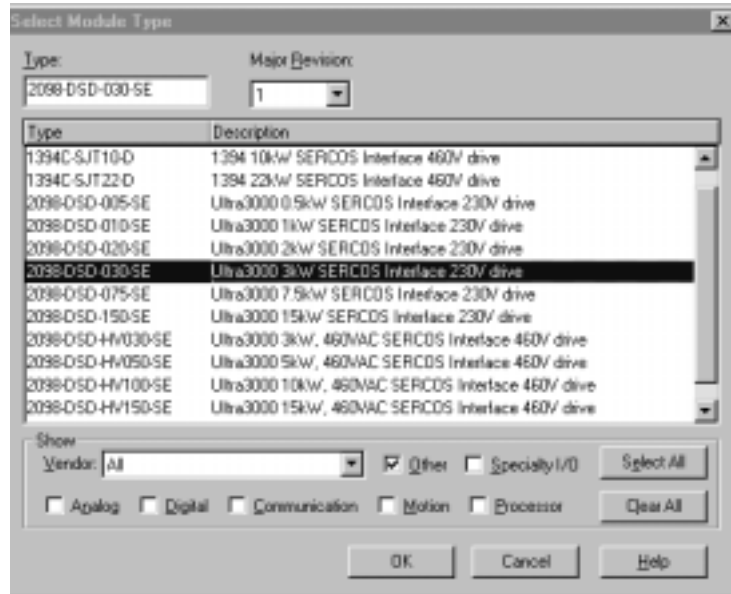 Select Module Type
Type:
Major Revision:
2098-DSD-030-SE
1
Type Description
1394C-SJT10-D 1394 10kW SERCOS Interface 460V drive
1394C-SJT22-D 1394 22kW SERCOS Interface 460V drive
2098-DSD-005-SE Ultra3000 0.5kW SERCOS Interface 230V drive
2098-DSD-010-SE Ultra3000 1kW SERCOS Interface 230V drive
2098-DSD-020-SE Ultra3000 2kW SERCOS Interface 230V drive
2098-DSD-030-SE Ultra3000 3kW SERCOS Interface 230V drive
2098-DSD-075-SE Ultra3000 7.5kW SERCOS Interface 230V drive
2098-DSD-150-SE Ultra3000 15kW SERCOS Interface 230V drive
2098-DSD-HV030-SE Ultra3000 3kW, 460VAC SERCOS Interface 460V drive
2098-DSD-HV050-SE Ultra3000 5kW, 460VAC SERCOS Interface 460V drive
2098-DSD-HV100-SE Ultra3000 10kW, 460VAC SERCOS Interface 460V drive
2098-DSD-HV150-SE Ultra3000 15kW, 460VAC SERCOS Interface 460V drive
Show
Vendor: All Other Specialty I/O Select All
Analog Digital Communication Motion Processor Clear All
OK Cancel Help